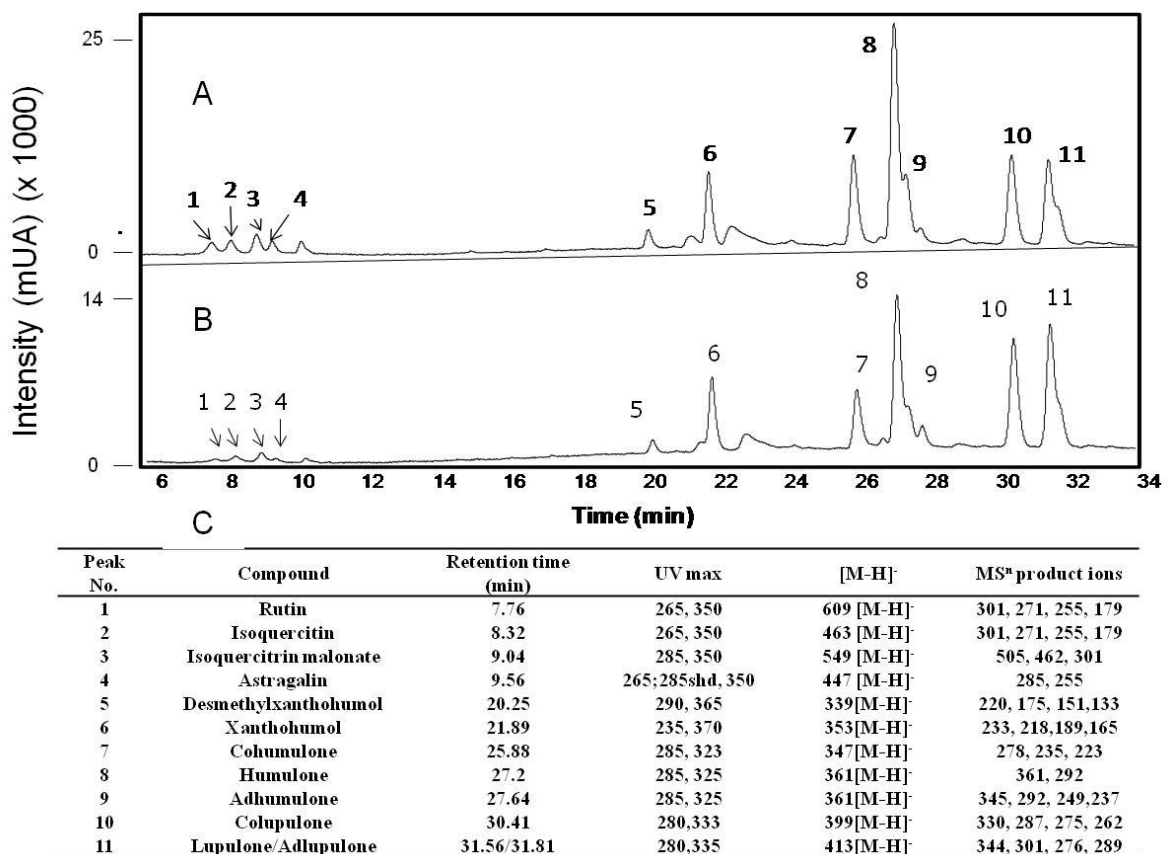 Intensity (mUA) (x 1000)
25
A
8
7
10
11
9
6
5
1 2 3 4
0
14
B
8
11
10
6
7
9
5
1 2 3 4
0
6 8 10 12 14 16 18 20 22 24 26 28 30 32 34
Time (min)
C
Peak No. Compound Retention time (min) UV max [M-H]- MSⁿ product ions
1 Rutin 7.76 265, 350 609 [M-H]- 301, 271, 255, 179
2 Isoquercitin 8.32 265, 350 463 [M-H]- 301, 271, 255, 179
3 Isoquercitrin malonate 9.04 285, 350 549 [M-H]- 505, 462, 301
4 Astragalin 9.56 265;285shd, 350 447 [M-H]- 285, 255
5 Desmethylxanthohumol 20.25 290, 365 339[M-H]- 220, 175, 151,133
6 Xanthohumol 21.89 235, 370 353[M-H]- 233, 218,189,165
7 Cohumulone 25.88 285, 323 347[M-H]- 278, 235, 223
8 Humulone 27.2 285, 325 361[M-H]- 361, 292
9 Adhumulone 27.64 285, 325 361[M-H]- 345, 292, 249,237
10 Colupulone 30.41 280,333 399[M-H]- 330, 287, 275, 262
11 Lupulone/Adlupulone 31.56/31.81 280,335 413[M-H]- 344, 301, 276, 289